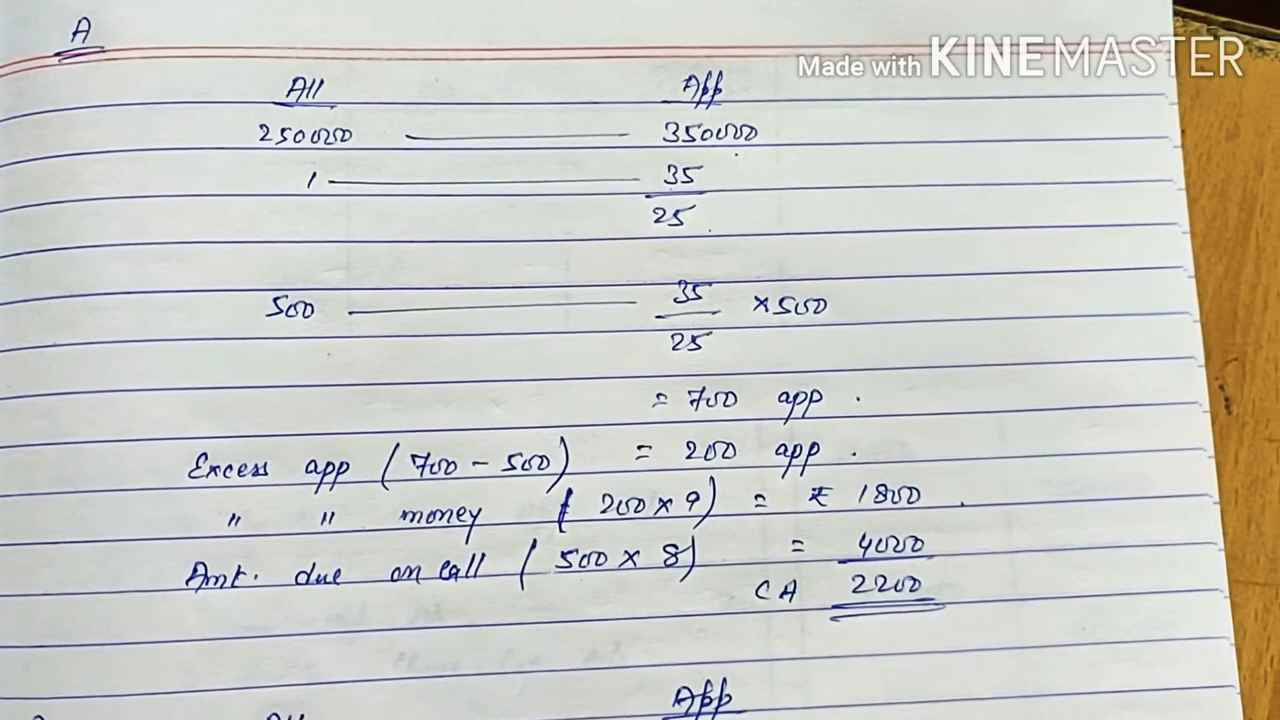 A
Made with KINEMASTER
All App
250000 —— 350000
1 —— 35
25
500 —— 35 × 500
25
= 700 app .
Excess app (700 - 500) = 200 app .
" " money ( 200 × 9) = ₹ 1800 .
Amt. due on call ( 500 × 8) = 4000
CA 2200
App